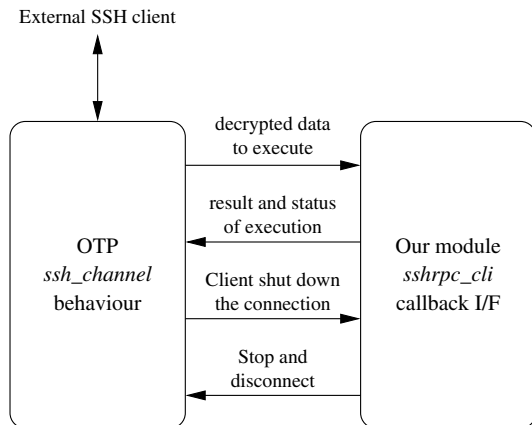 External SSH client
decrypted data
to execute
result and status
of execution
OTP
ssh_channel
behaviour
Our module
sshrpc_cli
callback I/F
Client shut down
the connection
Stop and
disconnect